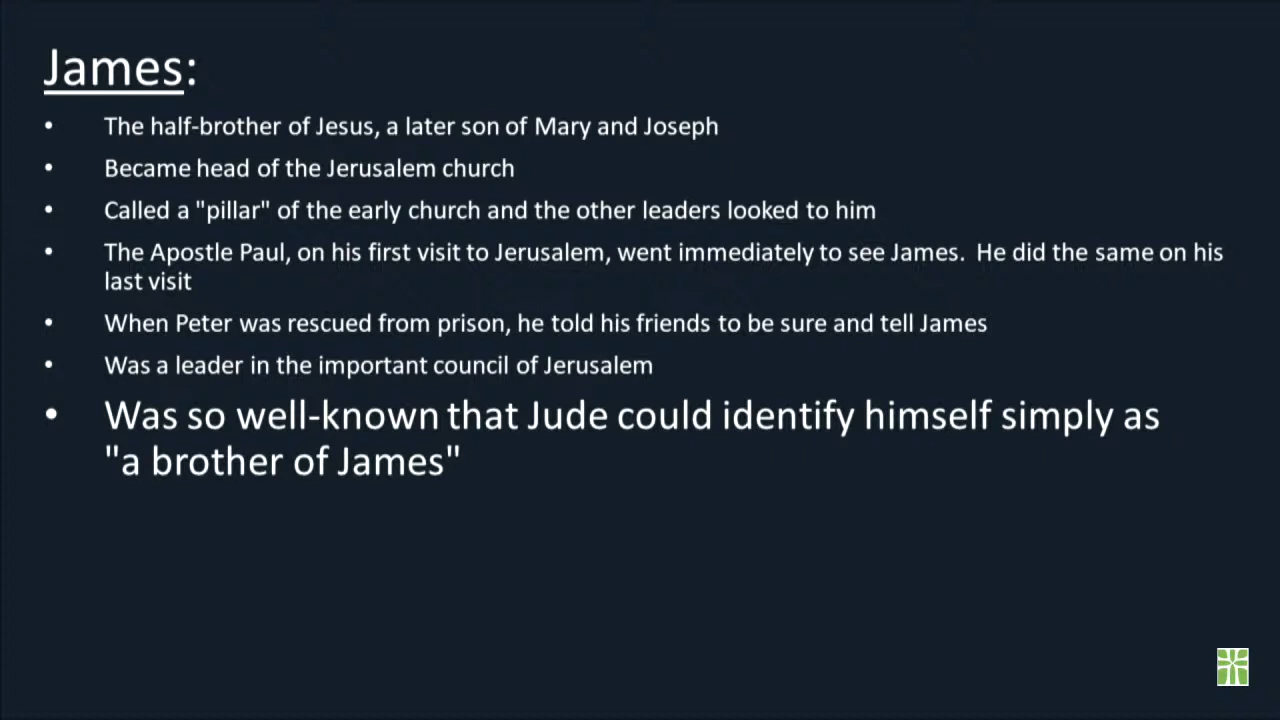 James:
• The half-brother of Jesus, a later son of Mary and Joseph
• Became head of the Jerusalem church
• Called a "pillar" of the early church and the other leaders looked to him
• The Apostle Paul, on his first visit to Jerusalem, went immediately to see James.  He did the same on his
last visit
• When Peter was rescued from prison, he told his friends to be sure and tell James
• Was a leader in the important council of Jerusalem
• Was so well-known that Jude could identify himself simply as
"a brother of James"